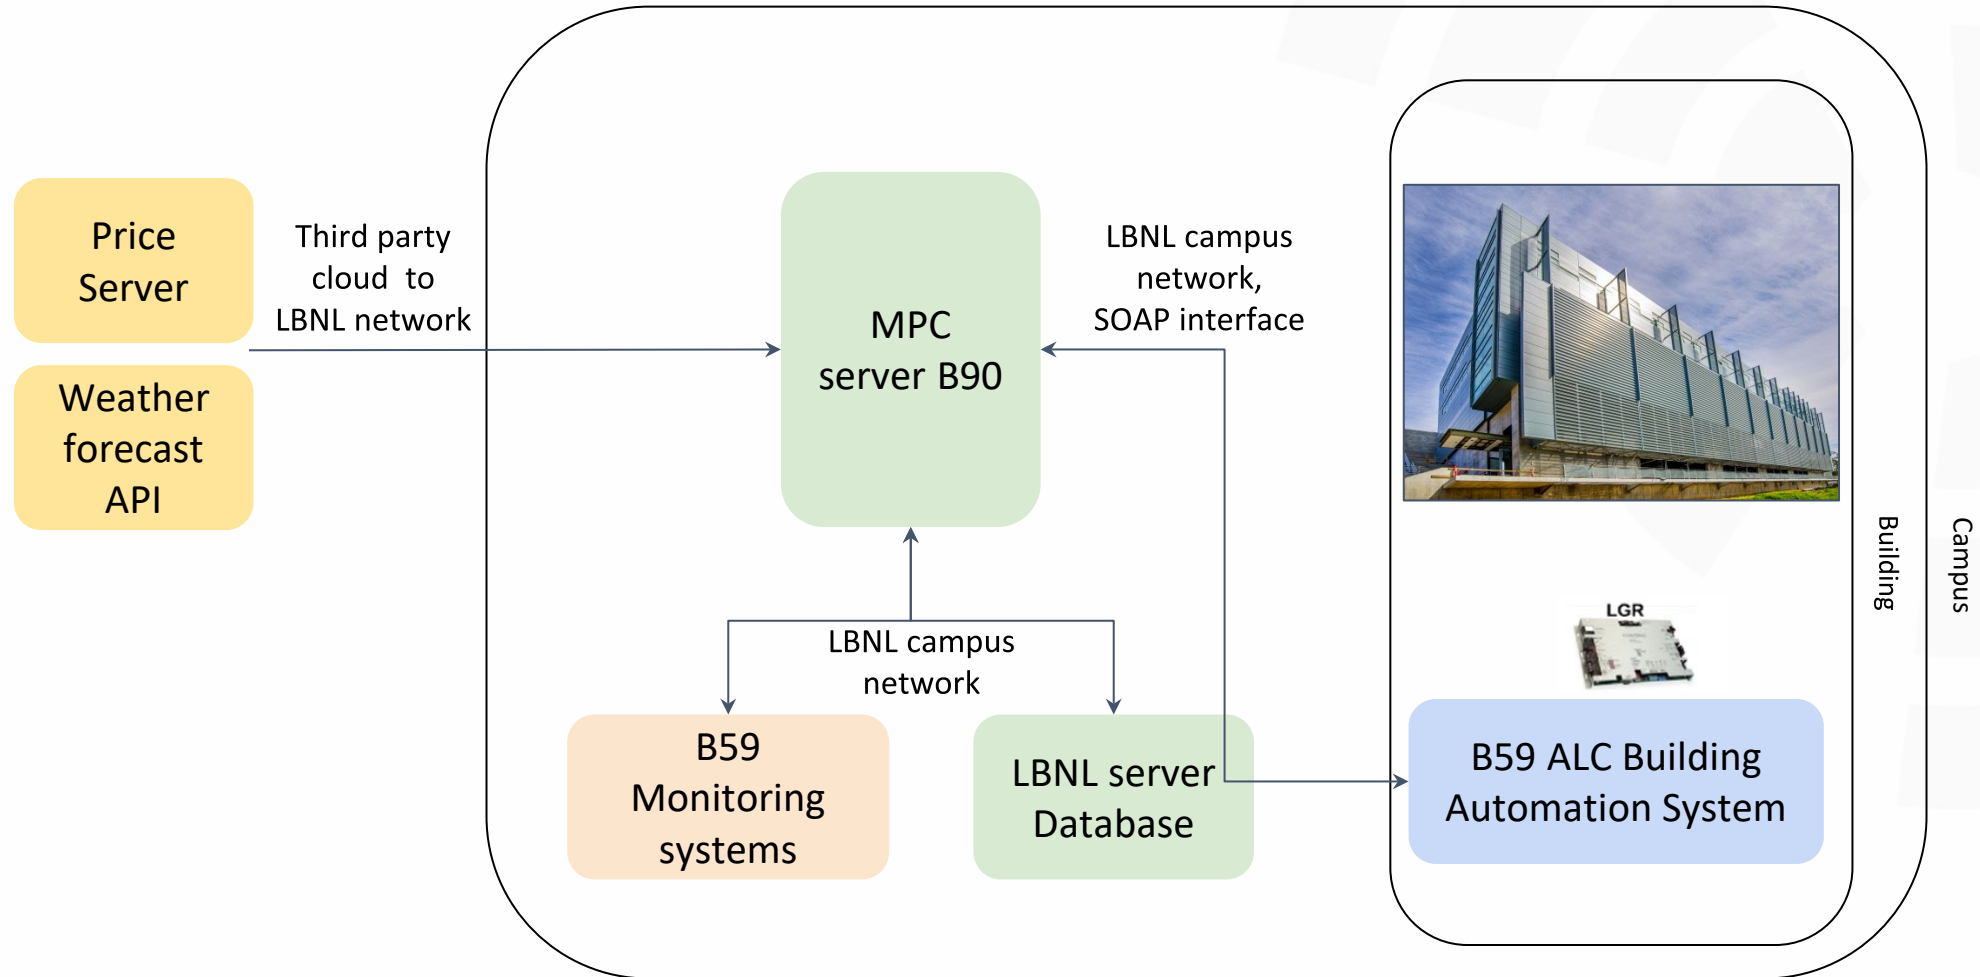 Price
Server
Weather
forecast
API
Third party
cloud to
LBNL network
MPC
server B90
LBNL campus
network,
SOAP interface
LBNL campus
network
B59
Monitoring
systems
LBNL server
Database
LGR
B59 ALC Building
Automation System
Building
Campus